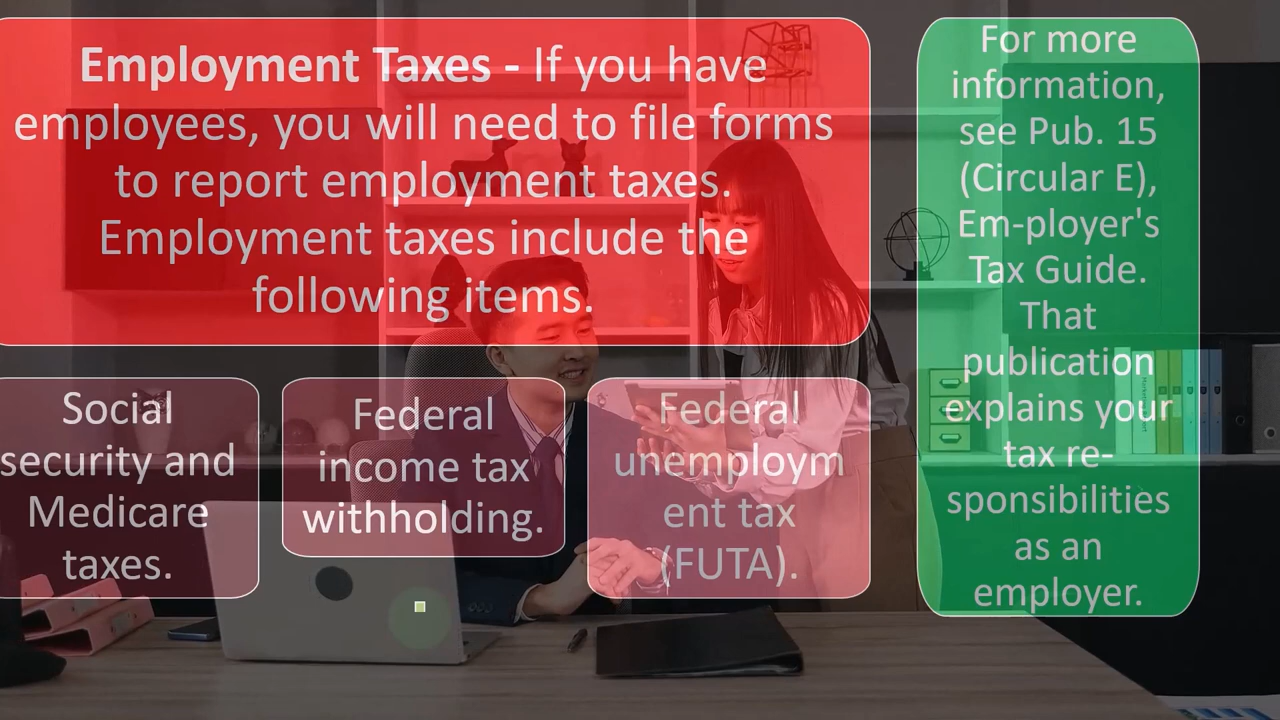 Employment Taxes - If you have
employees, you will need to file forms
to report employment taxes.
Employment taxes include the
following items.
Social
security and
Medicare
taxes.
Federal
income tax
withholding.
Federal
unemploym
ent tax
(FUTA).
For more
information,
see Pub. 15
(Circular E),
Em-ployer's
Tax Guide.
That
publication
explains your
tax re-
sponsibilities
as an
employer.